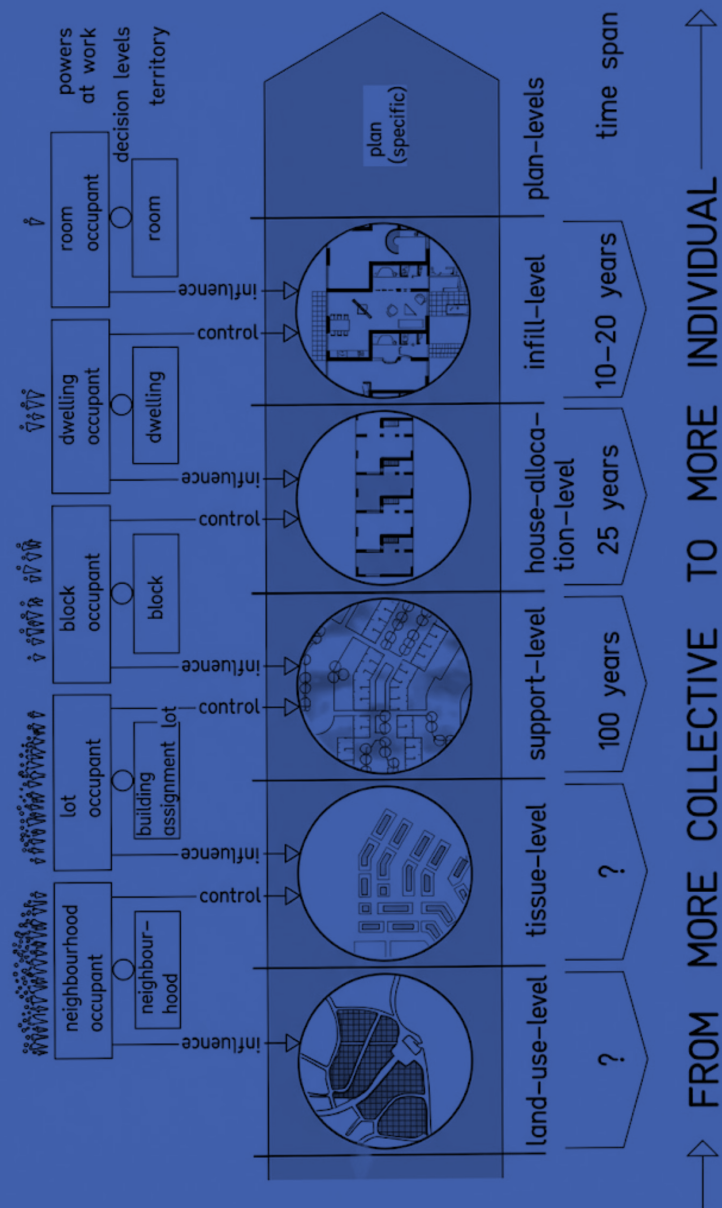 neighbourhood
occupant
lot
occupant
block
occupant
dwelling
occupant
room
occupant
powers
at work
decision levels
neighbour-
hood
building
assignment
lot
block
dwelling
room
territory
influence
control
influence
control
influence
control
influence
control
influence
plan
(specific)
land-use-level
tissue-level
support-level
house-alloca-
tion-level
infill-level
plan-levels
?
?
100 years
25 years
10-20 years
time span
FROM MORE COLLECTIVE TO MORE INDIVIDUAL